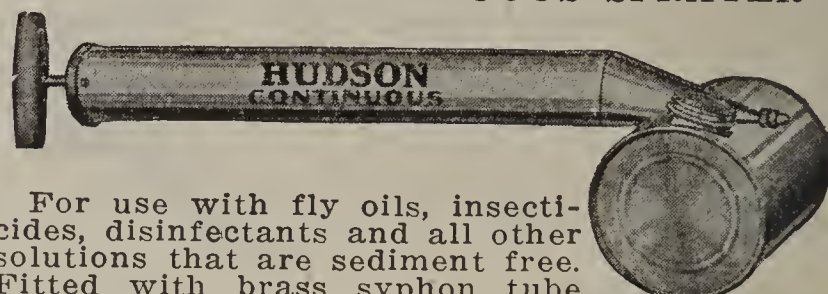 HUDSON
CONTINUOUS
For use with fly oils, insecti-
cides, disinfectants and all other
solutions that are sediment free.
Fitted with brass syphon tube